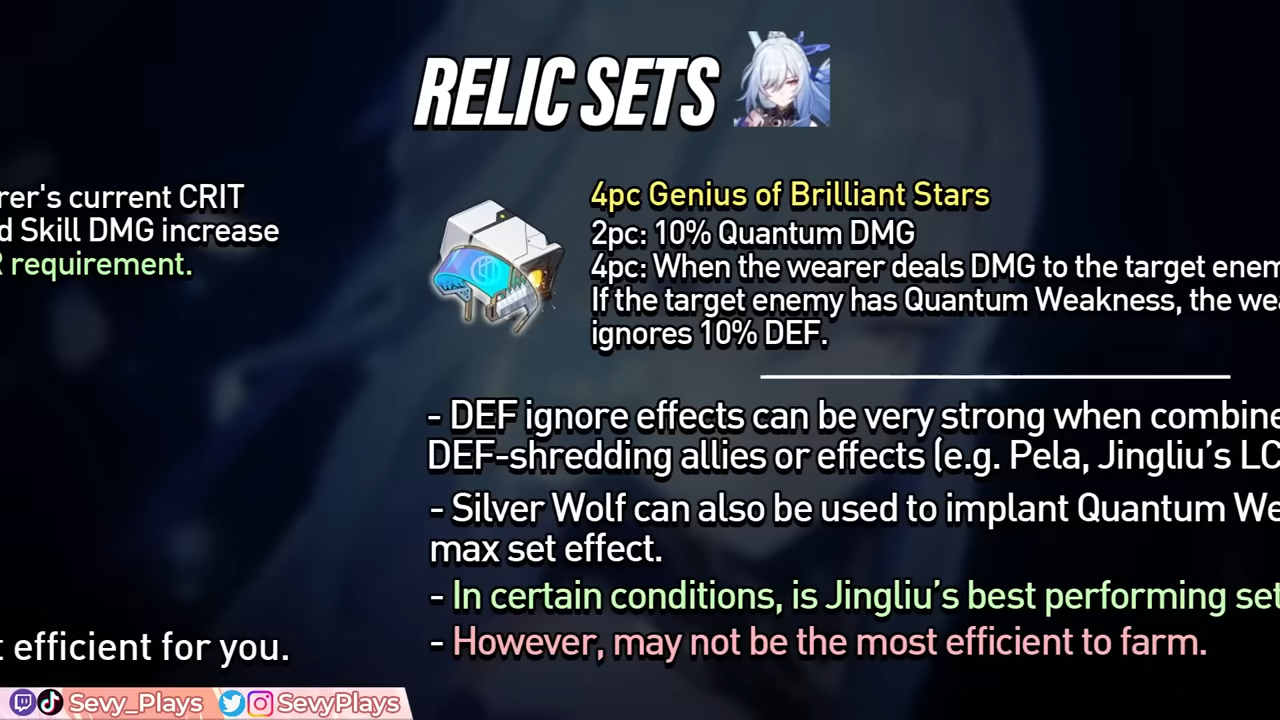 RELIC SETS
rer's current CRIT
d Skill DMG increase
R requirement.
t efficient for you.
4pc Genius of Brilliant Stars
2pc: 10% Quantum DMG
4pc: When the wearer deals DMG to the target enem
If the target enemy has Quantum Weakness, the wea
ignores 10% DEF.
- DEF ignore effects can be very strong when combine
DEF-shredding allies or effects (e.g. Pela, Jingliu’s LC
- Silver Wolf can also be used to implant Quantum We
max set effect.
- In certain conditions, is Jingliu’s best performing set
- However, may not be the most efficient to farm.
Sevy_Plays SevyPlays